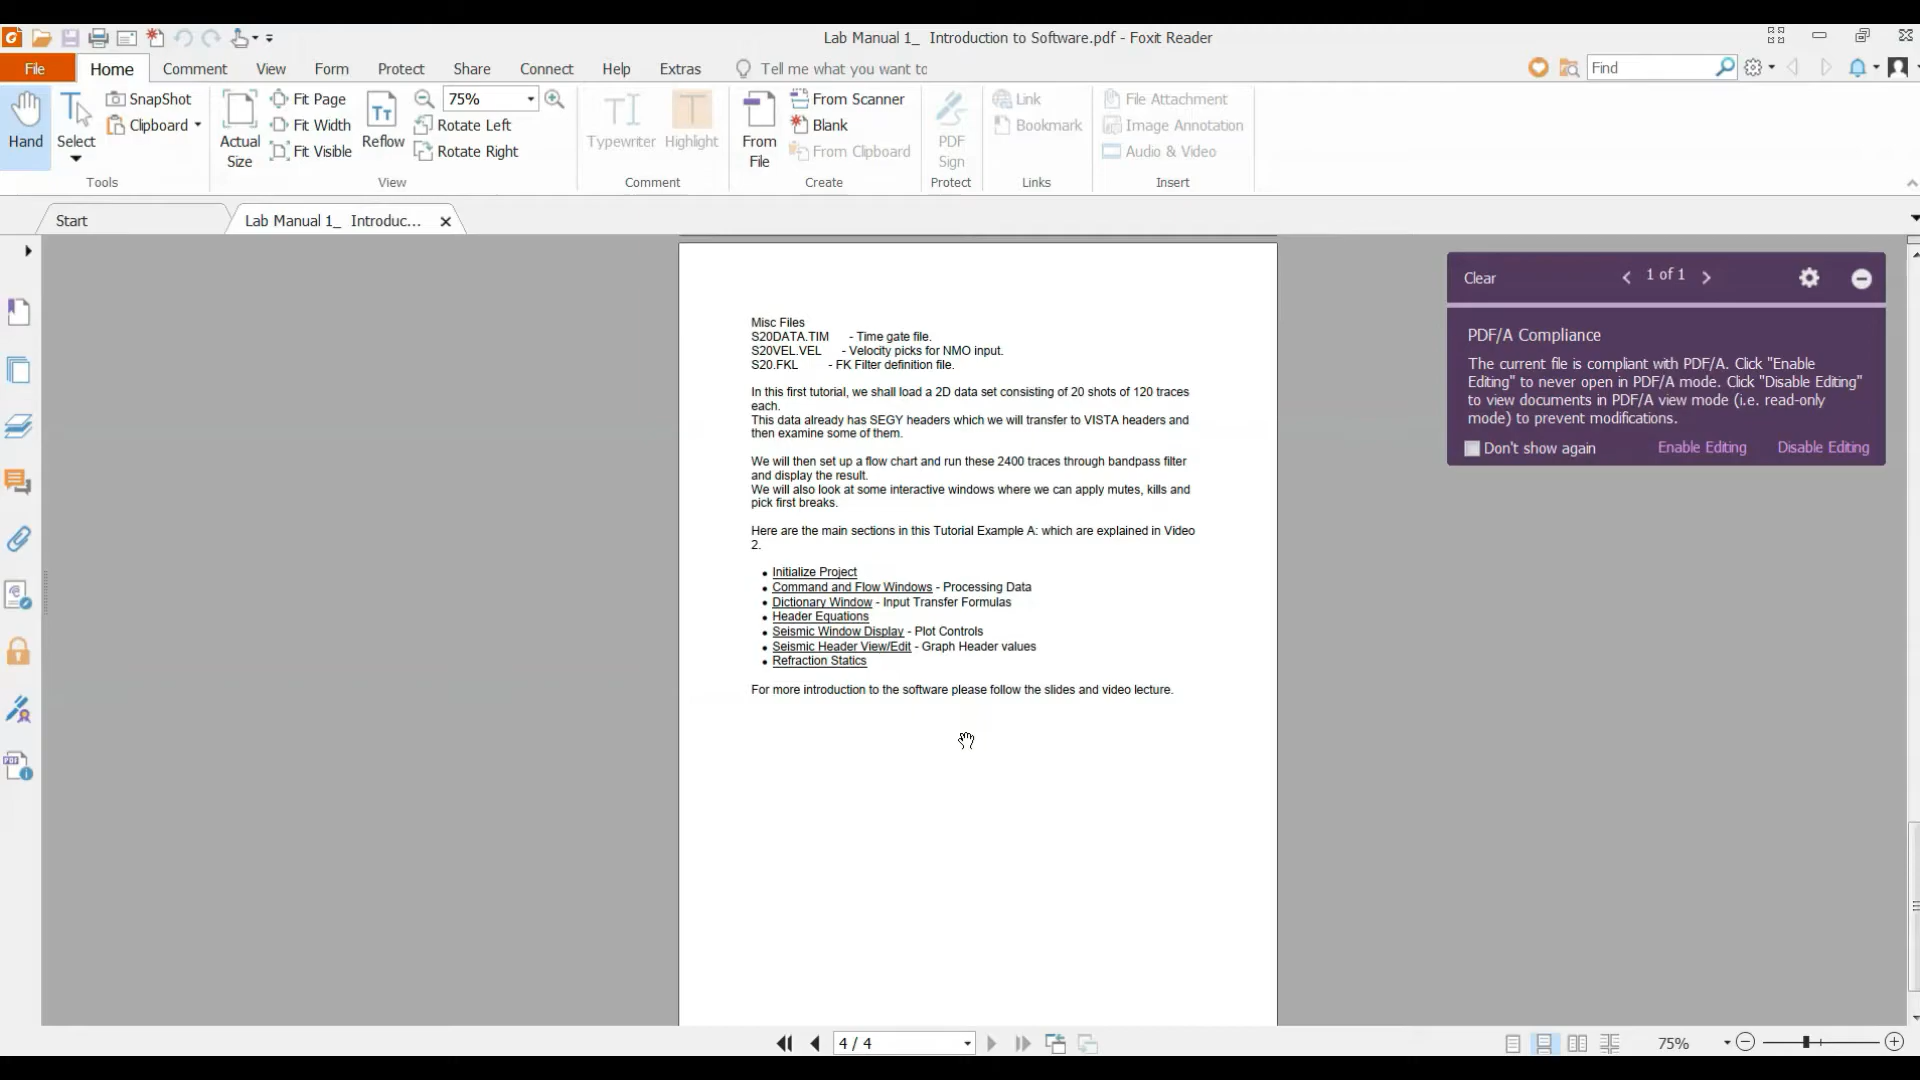 Lab Manual 1_ Introduction to Software.pdf - Foxit Reader
File Home Comment View Form Protect Share Connect Help Extras Tell me what you want to Find
Hand
Select
SnapShot
Clipboard
Tools
Actual
Size
Fit Page
Fit Width
Fit Visible
Reflow
75%
Rotate Left
Rotate Right
View
Typewriter
Highlight
Comment
From
File
From Scanner
Blank
From Clipboard
Create
PDF
Sign
Protect
Link
Bookmark
Links
File Attachment
Image Annotation
Audio & Video
Insert
Start
Lab Manual 1_ Introduc...
Misc Files
S20DATA.TIM - Time gate file.
S20VEL.VEL - Velocity picks for NMO input.
S20.FKL - FK Filter definition file.
In this first tutorial, we shall load a 2D data set consisting of 20 shots of 120 traces
each.
This data already has SEGY headers which we will transfer to VISTA headers and
then examine some of them.
We will then set up a flow chart and run these 2400 traces through bandpass filter
and display the result.
We will also look at some interactive windows where we can apply mutes, kills and
pick first breaks.
Here are the main sections in this Tutorial Example A: which are explained in Video
2.
• Initialize Project
• Command and Flow Windows - Processing Data
• Dictionary Window - Input Transfer Formulas
• Header Equations
• Seismic Window Display - Plot Controls
• Seismic Header View/Edit - Graph Header values
• Refraction Statics
For more introduction to the software please follow the slides and video lecture.
Clear
1 of 1
PDF/A Compliance
The current file is compliant with PDF/A. Click "Enable
Editing" to never open in PDF/A mode. Click "Disable Editing"
to view documents in PDF/A view mode (i.e. read-only
mode) to prevent modifications.
Don't show again Enable Editing Disable Editing
4 / 4
75%